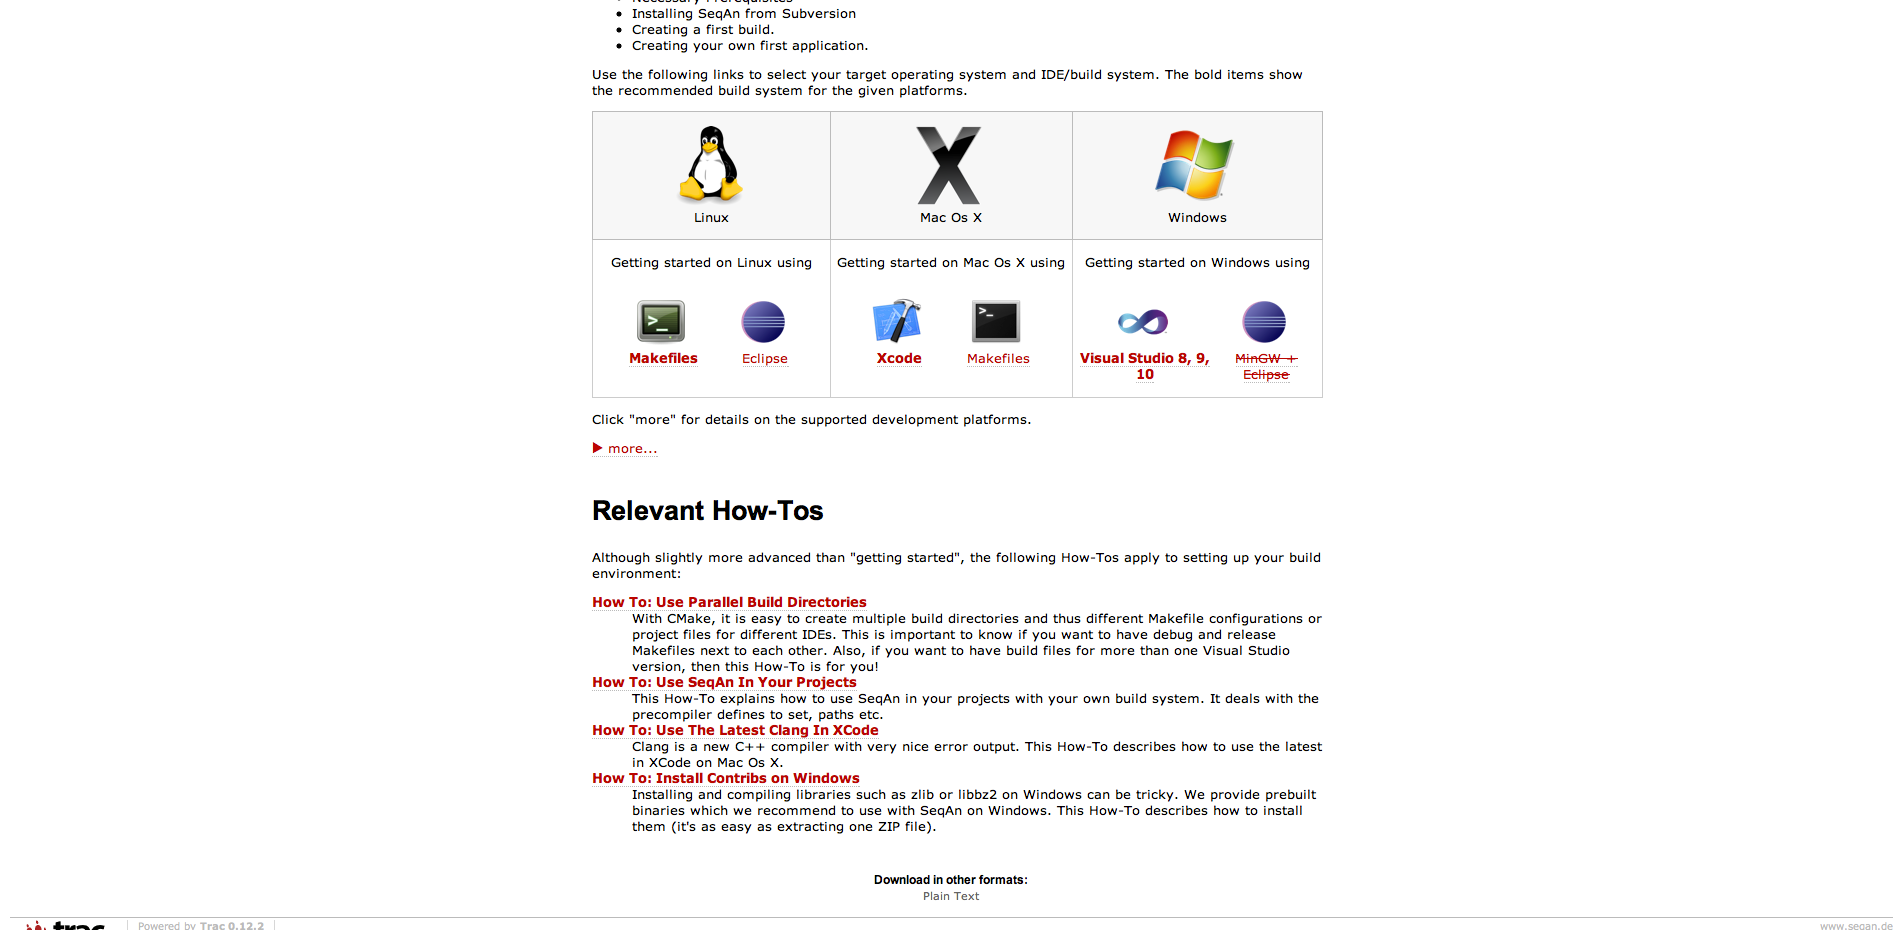 Necessary Prerequisites
Installing SeqAn from Subversion
Creating a first build.
Creating your own first application.
Use the following links to select your target operating system and IDE/build system. The bold items show
the recommended build system for the given platforms.
Linux
Mac Os X
Windows
Getting started on Linux using
Getting started on Mac Os X using
Getting started on Windows using
>_
>_
Makefiles
Eclipse
Xcode
Makefiles
Visual Studio 8, 9,
10
MinGW +
Eclipse
Click "more" for details on the supported development platforms.
more...
Relevant How-Tos
Although slightly more advanced than "getting started", the following How-Tos apply to setting up your build
environment:
How To: Use Parallel Build Directories
With CMake, it is easy to create multiple build directories and thus different Makefile configurations or
project files for different IDEs. This is important to know if you want to have debug and release
Makefiles next to each other. Also, if you want to have build files for more than one Visual Studio
version, then this How-To is for you!
How To: Use SeqAn In Your Projects
This How-To explains how to use SeqAn in your projects with your own build system. It deals with the
precompiler defines to set, paths etc.
How To: Use The Latest Clang In XCode
Clang is a new C++ compiler with very nice error output. This How-To describes how to use the latest
in XCode on Mac Os X.
How To: Install Contribs on Windows
Installing and compiling libraries such as zlib or libbz2 on Windows can be tricky. We provide prebuilt
binaries which we recommend to use with SeqAn on Windows. This How-To describes how to install
them (it's as easy as extracting one ZIP file).
Download in other formats:
Plain Text
trac
Powered by Trac 0.12.2
www.seqan.de